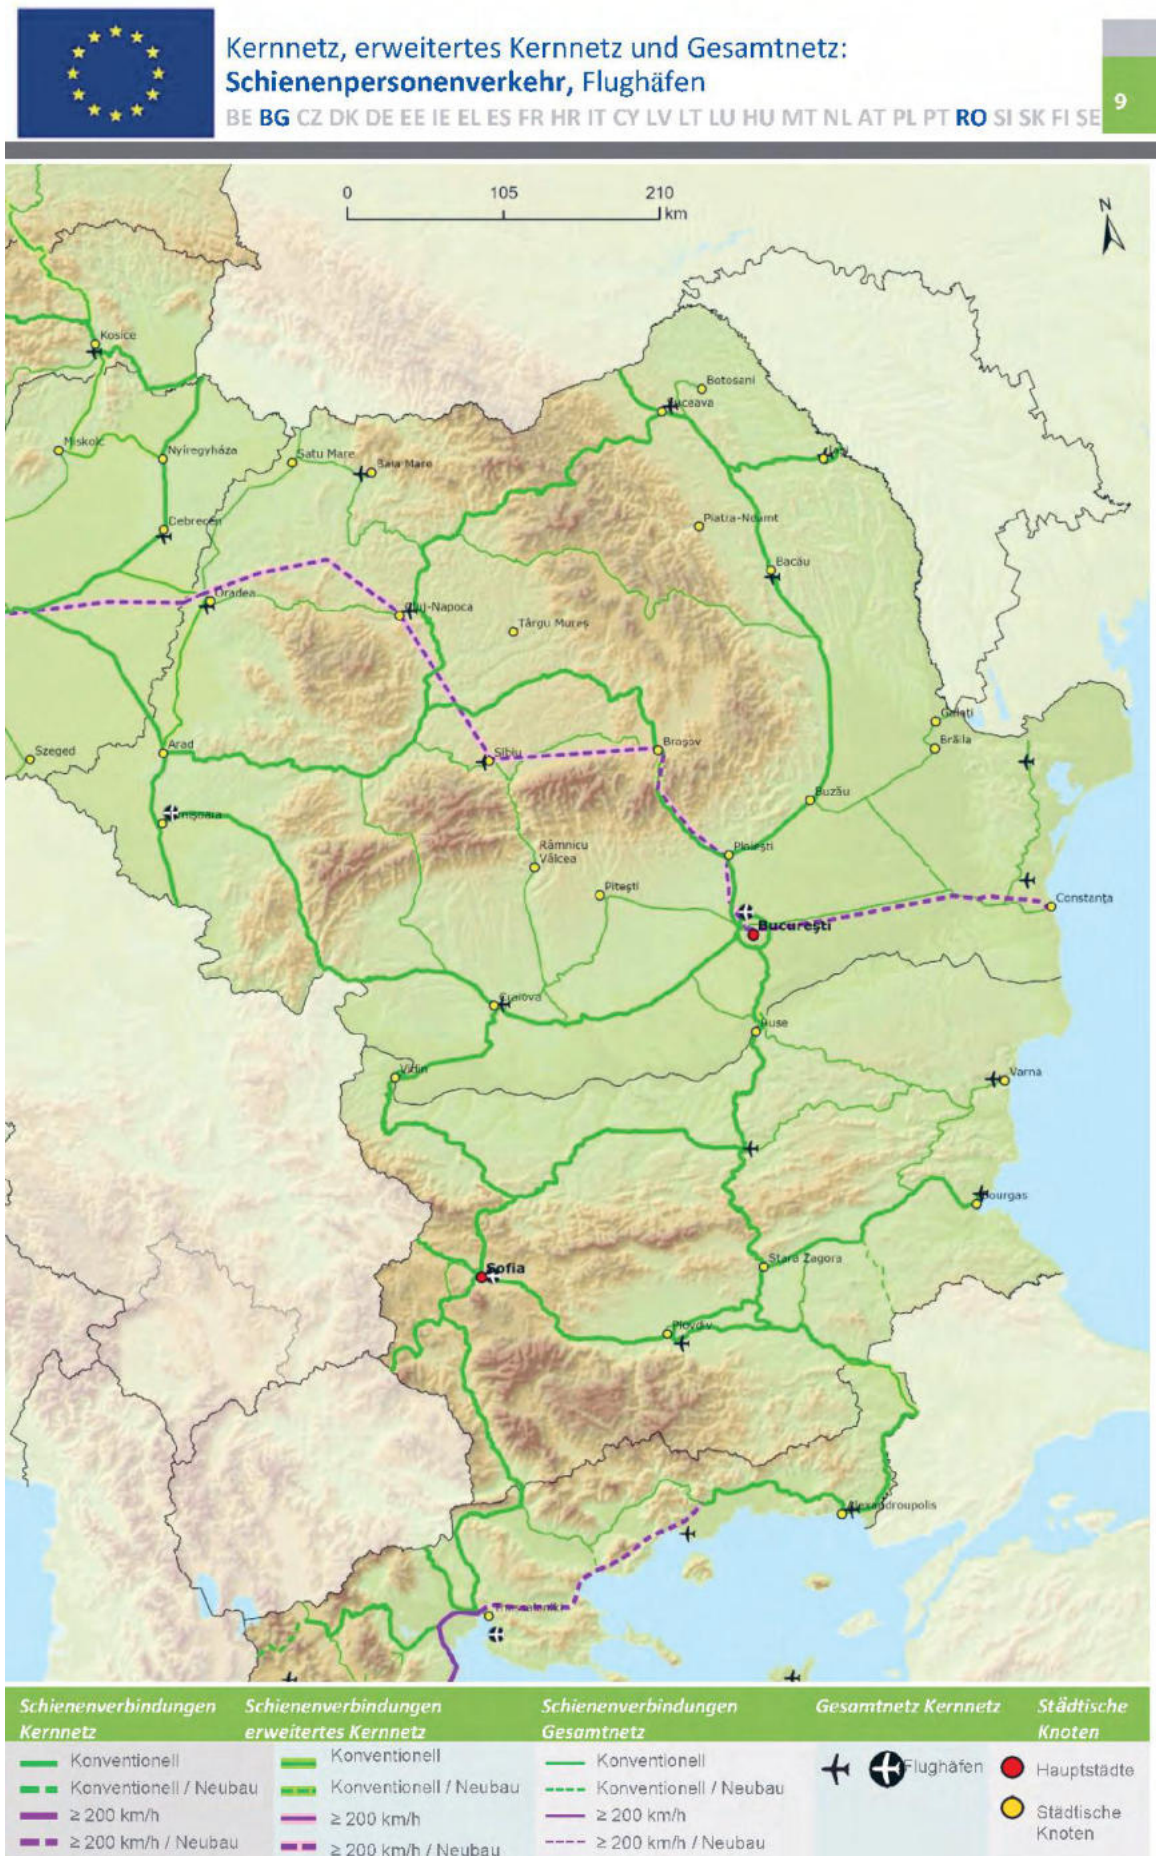 Kernnetz, erweitertes Kernnetz und Gesamtnetz:
Schienenpersonenverkehr, Flughäfen
BE BG CZ DK DE EE IE EL ES FR HR IT CY LV LT LU HU MT NL AT PL PT RO SI SK FI SE
9
0 105 210
km
N
Kosice
Botosani
Miskolc
Nyíregyháza
Satu Mare
Baia Mare
Iași
Debrecen
Piatra-Neamt
Bacău
Oradea
Cluj-Napoca
Târgu Mureș
Galați
Szeged
Arad
Sibiu
Brașov
Brăila
Buzău
Râmnicu
Vâlcea
Ploiești
Pitești
Constanța
București
Craiova
Vidin
Varna
Sofia
Stara Zagora
Plovdiv
Schienenverbindungen
Kernnetz
Konventionell
Konventionell / Neubau
≥ 200 km/h
≥ 200 km/h / Neubau
Schienenverbindungen
erweitertes Kernnetz
Konventionell
Konventionell / Neubau
≥ 200 km/h
≥ 200 km/h / Neubau
Schienenverbindungen
Gesamtnetz
Konventionell
Konventionell / Neubau
≥ 200 km/h
≥ 200 km/h / Neubau
Gesamtnetz Kernnetz
Flughäfen
Städtische
Knoten
Hauptstädte
Städtische
Knoten